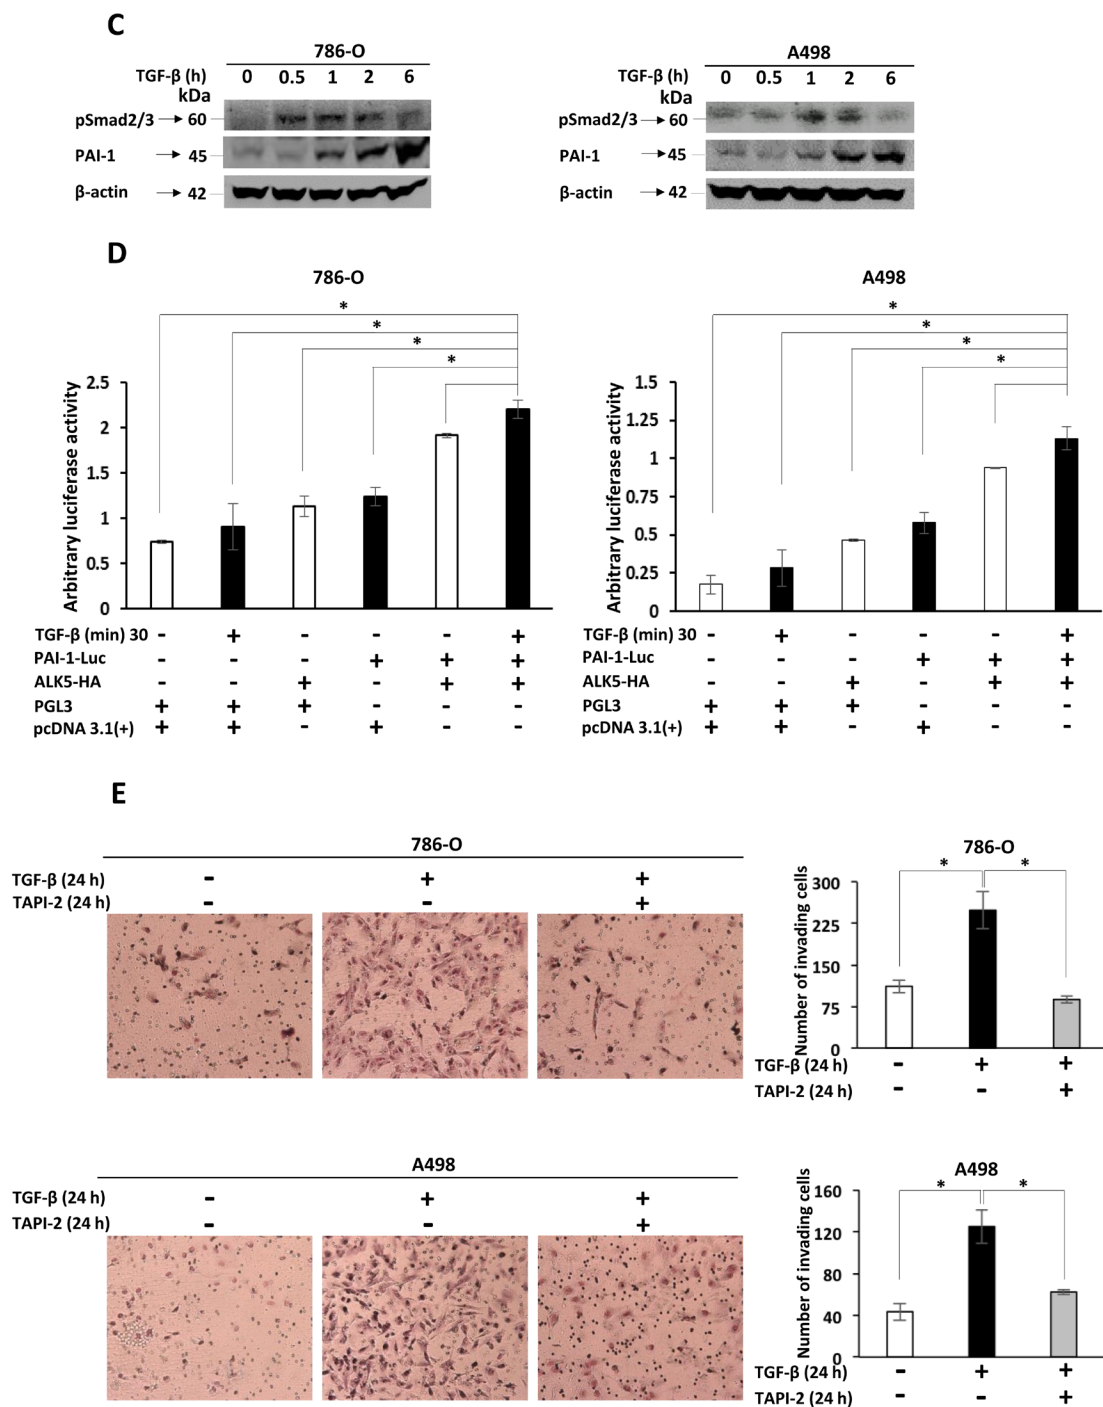 C
786-O
TGF-β (h) 0 0.5 1 2 6
kDa
pSmad2/3 → 60
PAI-1 → 45
β-actin → 42
A498
TGF-β (h) 0 0.5 1 2 6
kDa
pSmad2/3 → 60
PAI-1 → 45
β-actin → 42
D
786-O
*
*
*
*
Arbitrary luciferase activity
2.5
2
1.5
1
0.5
0
TGF-β (min) 30 - + - - - +
PAI-1-Luc - - - + + +
ALK5-HA - - + - + +
PGL3 + + + - - -
pcDNA 3.1(+) + + - + - -
A498
*
*
*
*
Arbitrary luciferase activity
1.5
1.25
1
0.75
0.5
0.25
0
TGF-β (min) 30 - + - - - +
PAI-1-Luc - - - + + +
ALK5-HA - - + - + +
PGL3 + + + - - -
pcDNA 3.1(+) + + - + - -
E
786-O
TGF-β (24 h) - + +
TAPI-2 (24 h) - - +
786-O
* *
Number of invading cells
300
225
150
75
0
TGF-β (24 h) - + +
TAPI-2 (24 h) - - +
A498
TGF-β (24 h) - + +
TAPI-2 (24 h) - - +
A498
* *
Number of invading cells
160
120
80
40
0
TGF-β (24 h) - + +
TAPI-2 (24 h) - - +